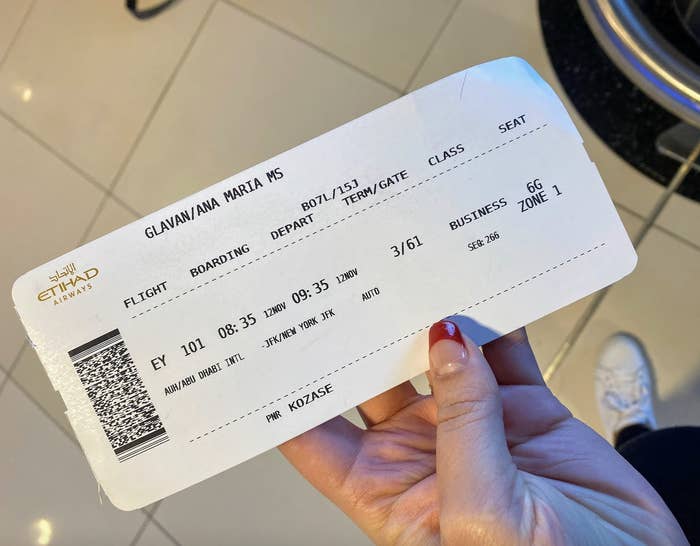 الإتحاد
ETIHAD
AIRWAYS
GLAVAN/ANA MARIA MS
B07L/15J
FLIGHT BOARDING DEPART TERM/GATE CLASS SEAT
EY 101 08:35 12NOV 09:35 12NOV 3/61 BUSINESS 6G
ZONE 1
AUH/ABU DHABI INTL -JFK/NEW YORK JFK AUTO SEQ:266
PNR KOZASE